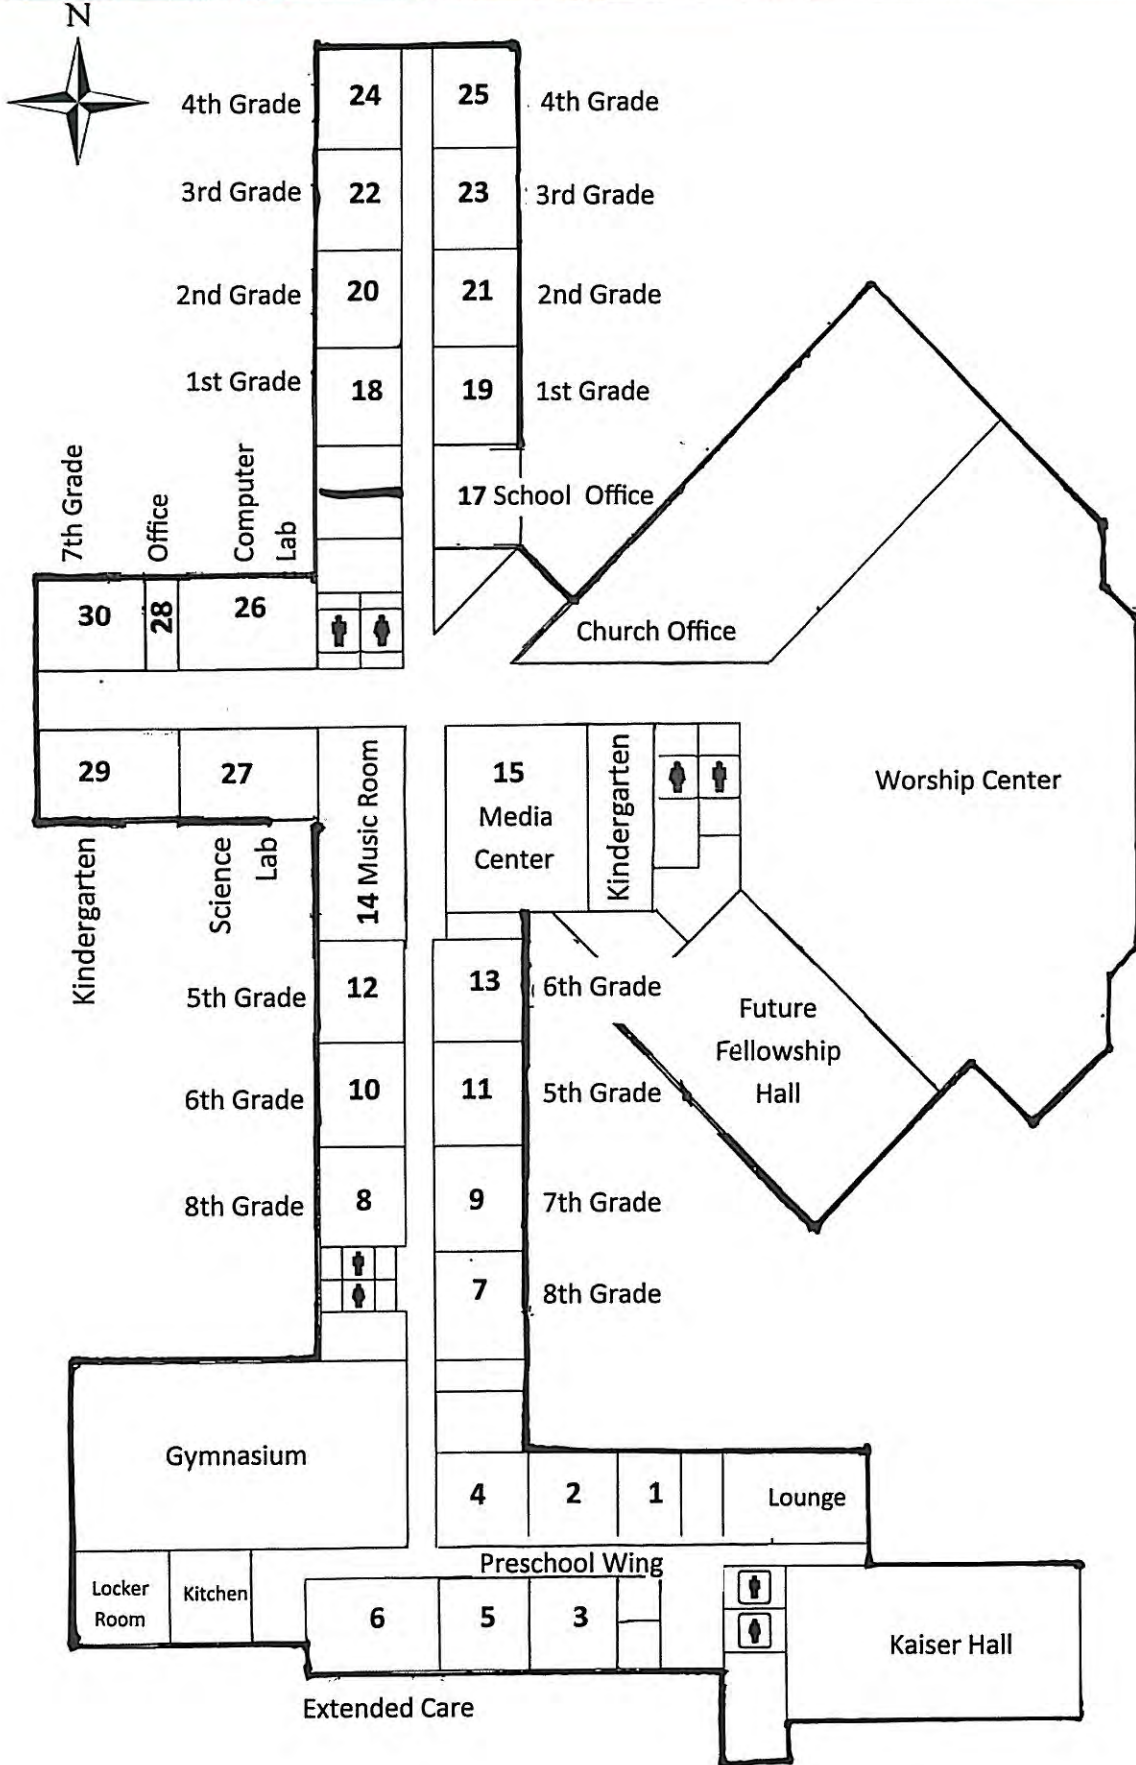 N
4th Grade 24 25 4th Grade
3rd Grade 22 23 3rd Grade
2nd Grade 20 21 2nd Grade
1st Grade 18 19 1st Grade
17 School Office
7th Grade
Office
Computer
Lab
30 28 26
Church Office
29 27
14 Music Room
15
Media
Center
Kindergarten
Worship Center
Kindergarten
Science
Lab
5th Grade 12 13 6th Grade
6th Grade 10 11 5th Grade
8th Grade 8 9 7th Grade
7 8th Grade
Future
Fellowship
Hall
Gymnasium
4 2 1 Lounge
Preschool Wing
Locker
Room
Kitchen
6 5 3
Kaiser Hall
Extended Care